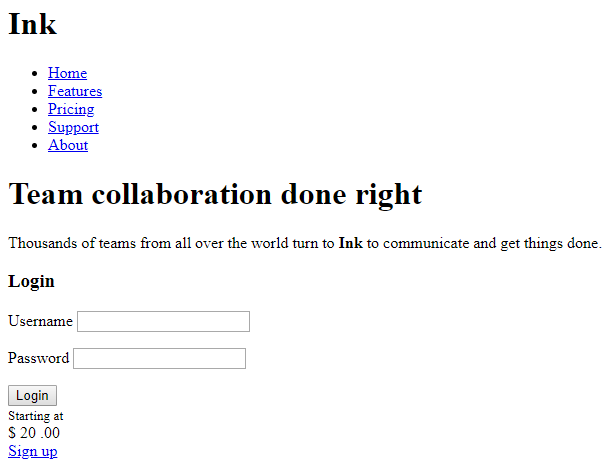 Ink
Home
Features
Pricing
Support
About
Team collaboration done right
Thousands of teams from all over the world turn to Ink to communicate and get things done.
Login
Username
Password
Login
Starting at
$ 20 .00
Sign up